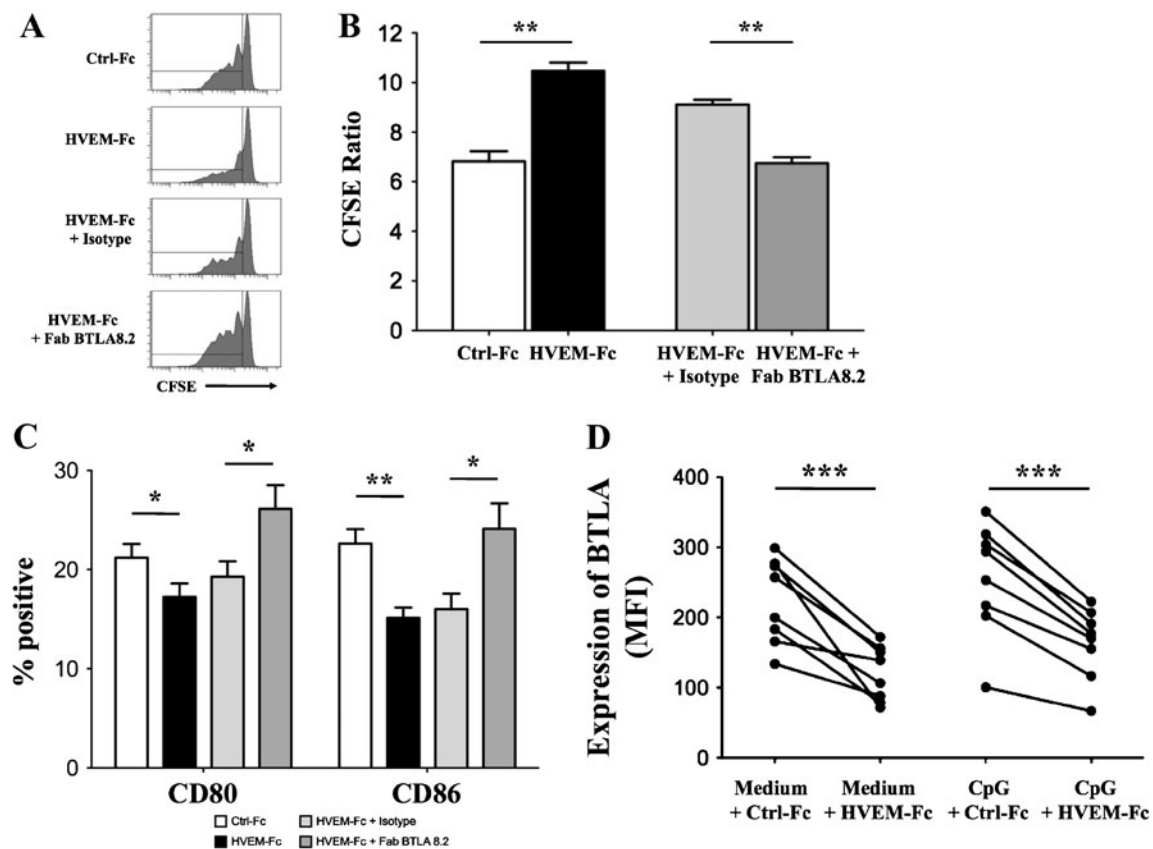 A
Ctrl-Fc
HVEM-Fc
HVEM-Fc
+ Isotype
HVEM-Fc
+ Fab BTLA8.2
CFSE
B
**
**
12
10
8
6
4
2
0
CFSE Ratio
Ctrl-Fc
HVEM-Fc
HVEM-Fc
+ Isotype
HVEM-Fc +
Fab BTLA8.2
C
30
20
10
0
% positive
*
*
**
*
CD80
CD86
Ctrl-Fc
HVEM-Fc
HVEM-Fc + Isotype
HVEM-Fc + Fab BTLA 8.2
D
400
300
200
100
0
Expression of BTLA
(MFI)
***
***
Medium
+ Ctrl-Fc
Medium
+ HVEM-Fc
CpG
+ Ctrl-Fc
CpG
+ HVEM-Fc